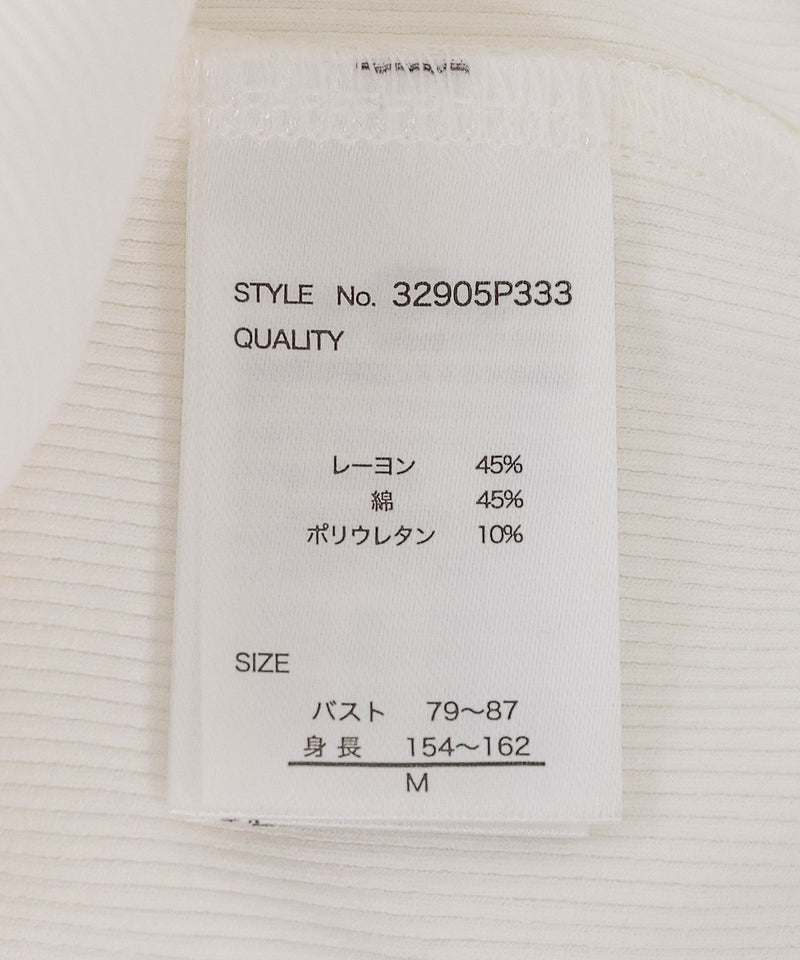 STYLE No. 32905P333
QUALITY
レーヨン 45%
綿 45%
ポリウレタン 10%
SIZE
バスト 79〜87
身長 154〜162
M